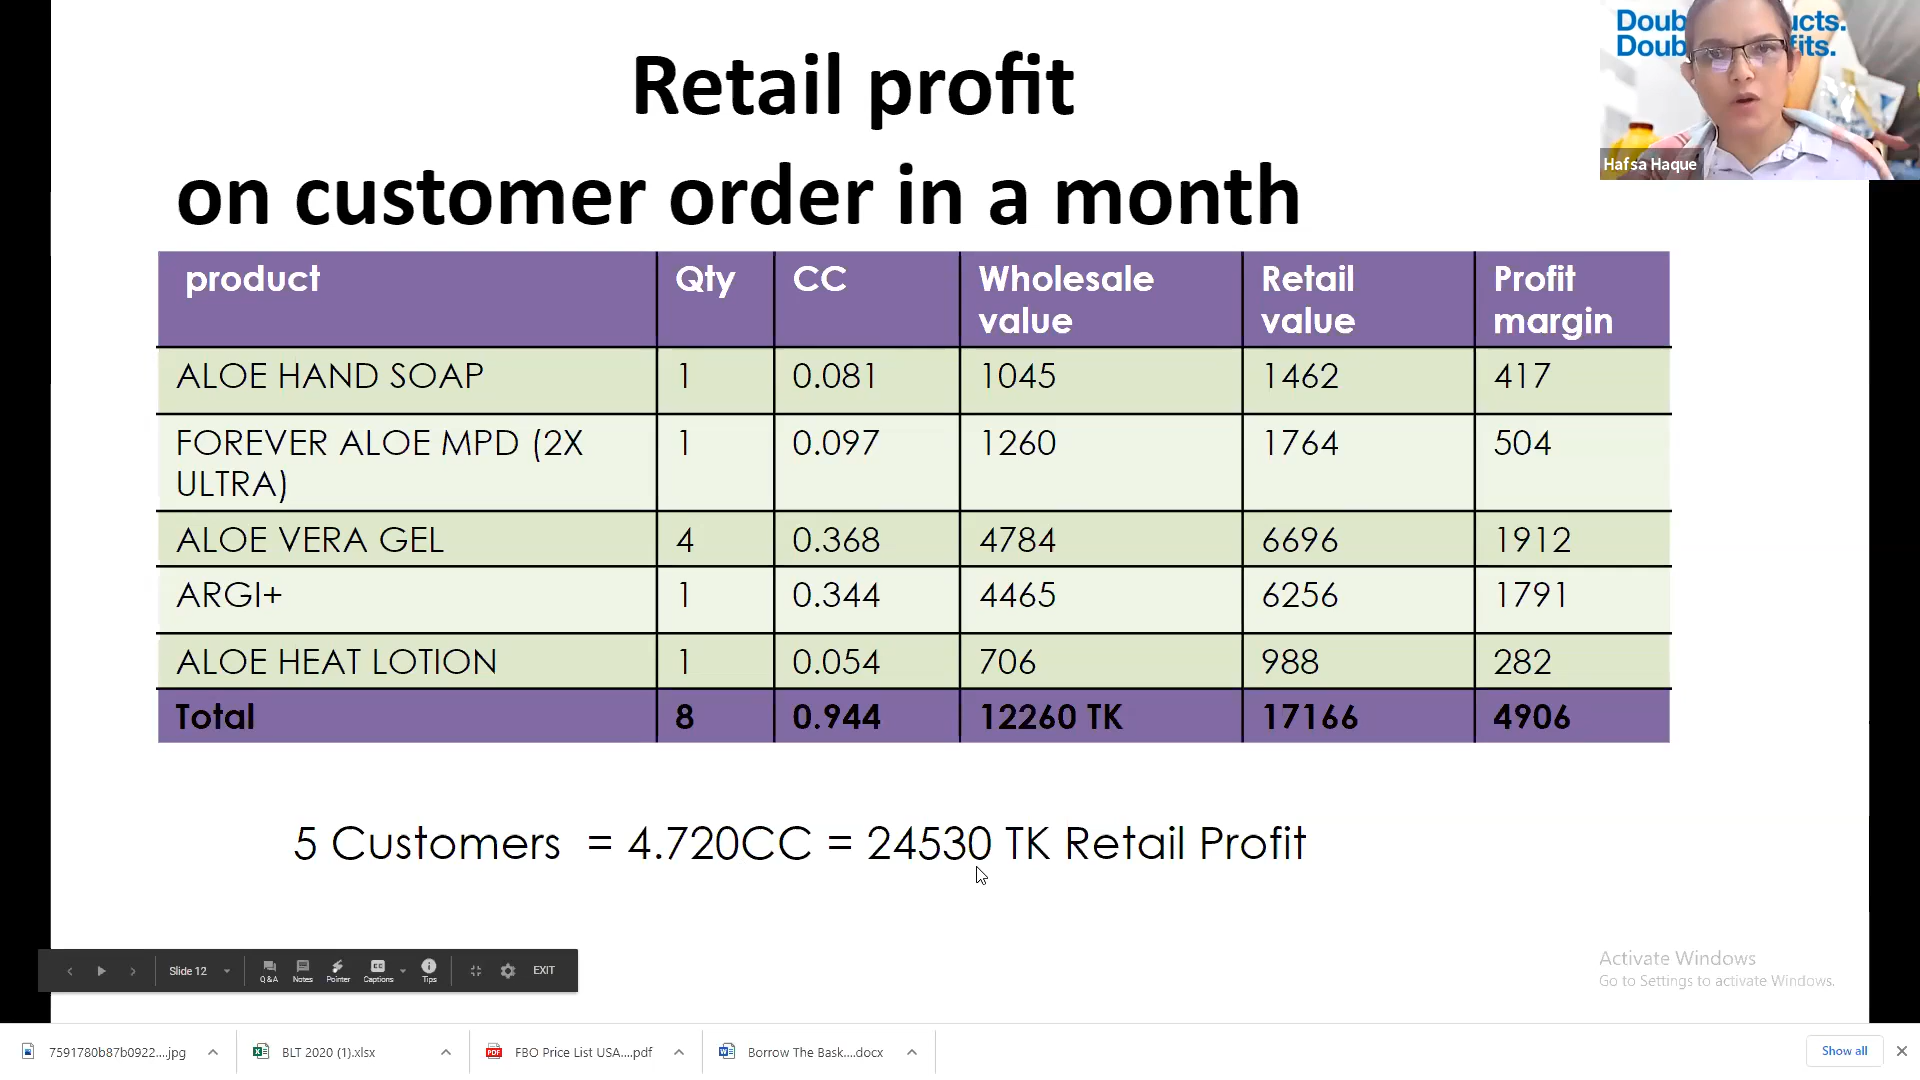 Retail profit
on customer order in a month
product Qty CC Wholesale value Retail value Profit margin
ALOE HAND SOAP 1 0.081 1045 1462 417
FOREVER ALOE MPD (2X ULTRA) 1 0.097 1260 1764 504
ALOE VERA GEL 4 0.368 4784 6696 1912
ARGI+ 1 0.344 4465 6256 1791
ALOE HEAT LOTION 1 0.054 706 988 282
Total 8 0.944 12260 TK 17166 4906
5 Customers = 4.720CC = 24530 TK Retail Profit
Hafsa Haque
Slide 12 Q&A Notes Pointer Captions Tips EXIT
Activate Windows
Go to Settings to activate Windows.
7591780b87b0922....jpg BLT 2020 (1).xlsx FBO Price List USA....pdf Borrow The Bask....docx Show all